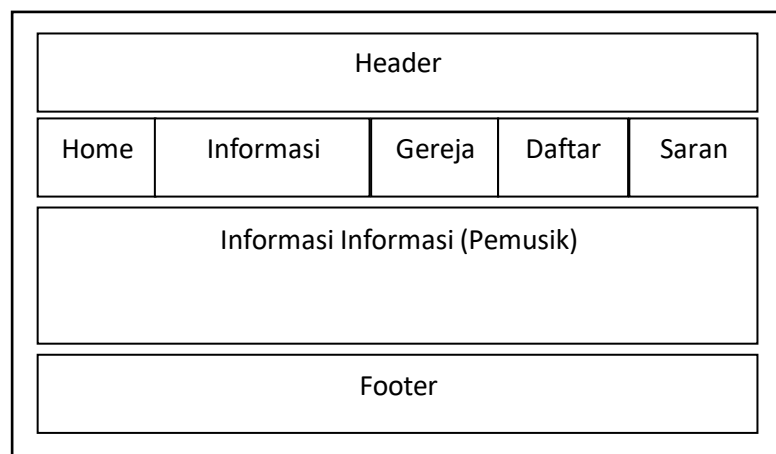 Header
Home Informasi Gereja Daftar Saran
Informasi Informasi (Pemusik)
Footer